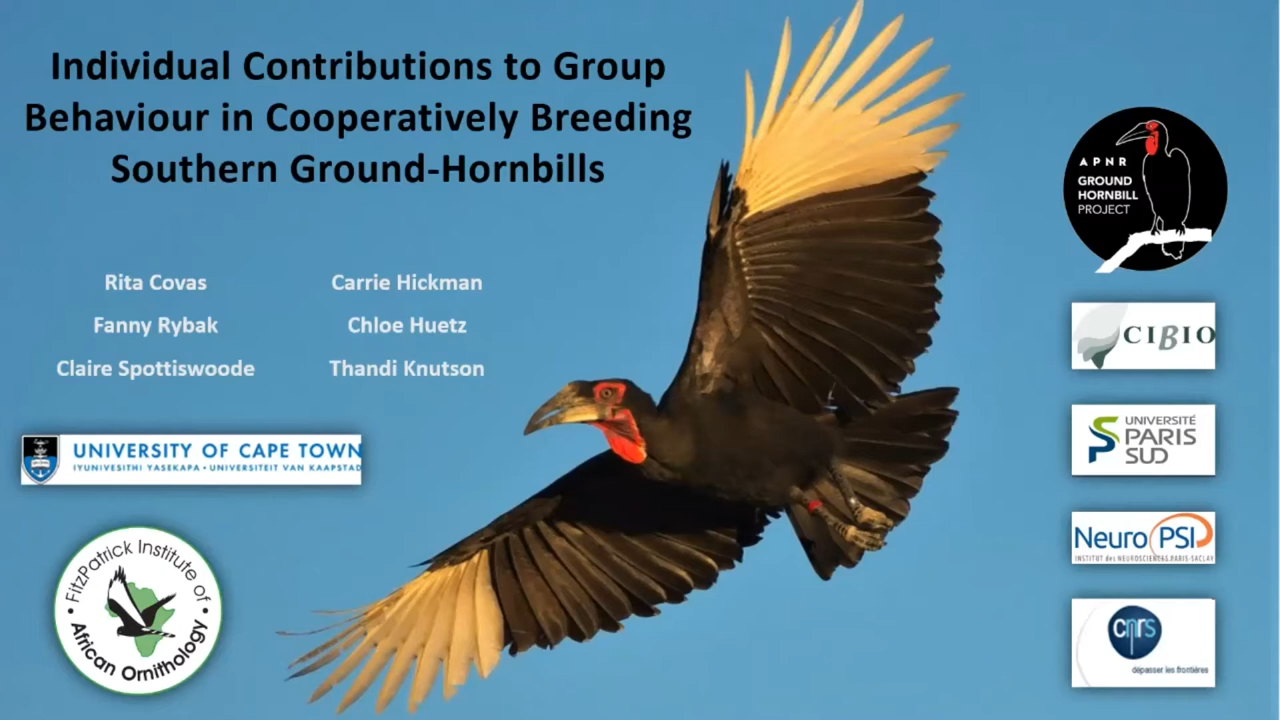 Individual Contributions to Group
Behaviour in Cooperatively Breeding
Southern Ground-Hornbills
Rita Covas
Carrie Hickman
Fanny Rybak
Chloe Huetz
Claire Spottiswoode
Thandi Knutson
UNIVERSITY OF CAPE TOWN
IYUNIVESITHI YASEKAPA • UNIVERSITEIT VAN KAAPSTAD
• FitzPatrick Institute of •
African Ornithology
APNR
GROUND
HORNBILL
PROJECT
CIBIO
UNIVERSITÉ
PARIS
SUD
NeuroPSI
INSTITUT des NEUROSCIENCES PARIS-SACLAY
cnrs
dépasser les frontières